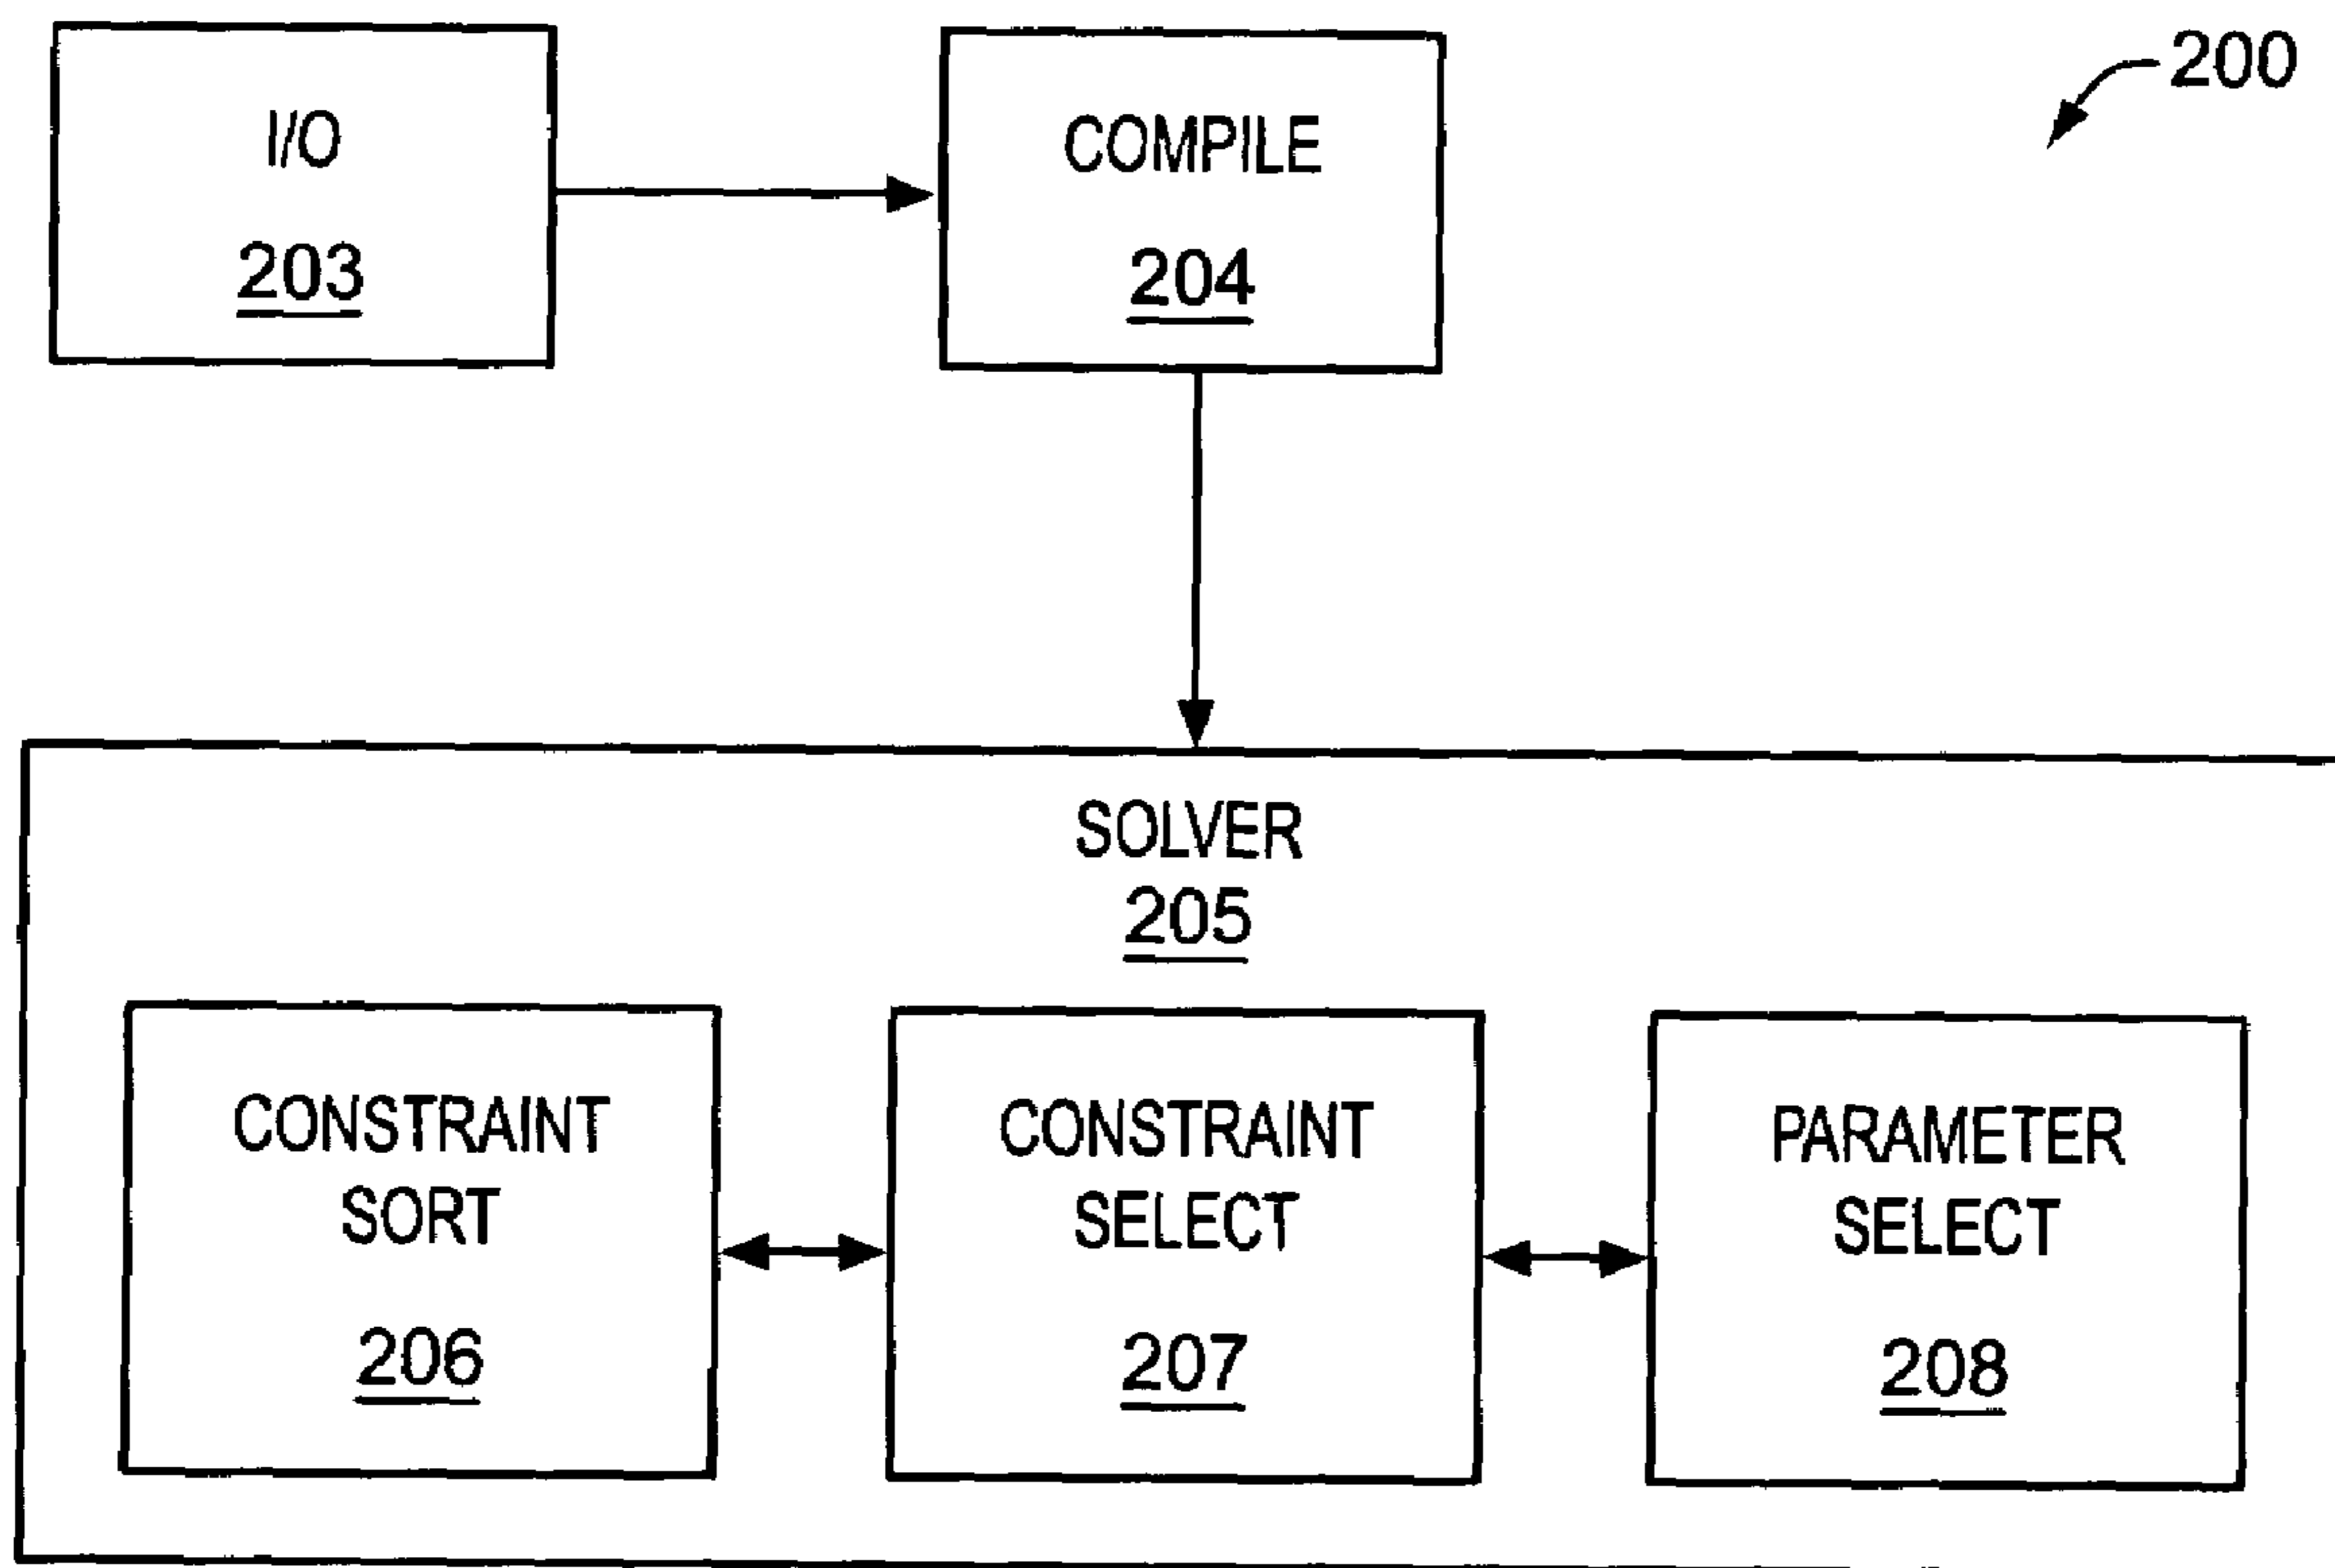 I/O
203
COMPILE
204
200
SOLVER
205
CONSTRAINT
SORT
206
CONSTRAINT
SELECT
207
PARAMETER
SELECT
208